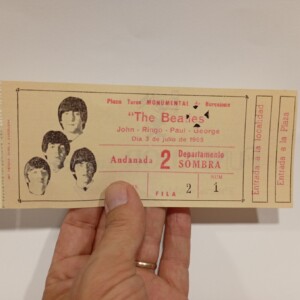 Plaza Toros MONUMENTAL de Barcelona
"The Beatles"
John - Ringo - Paul - George
Día 3 de julio de 1965
Andanada 2 Departamento
SOMBRA
FILA 2 1
Entrada a la localidad
Entrada a la Plaza